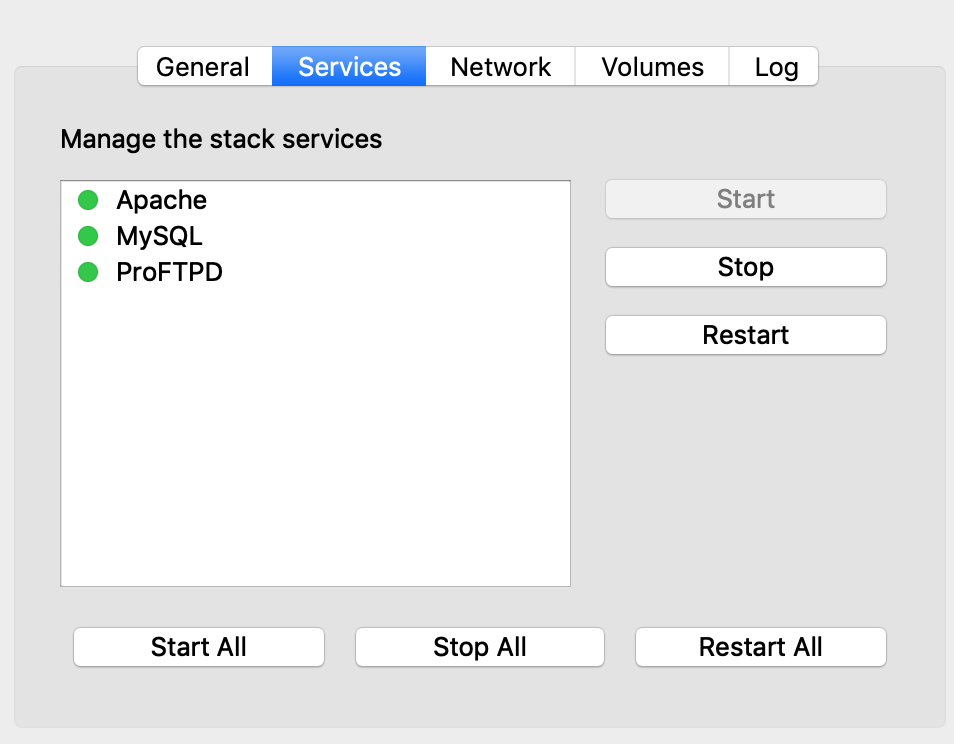 General Services Network Volumes Log
Manage the stack services
Apache
MySQL
ProFTPD
Start
Stop
Restart
Start All Stop All Restart All